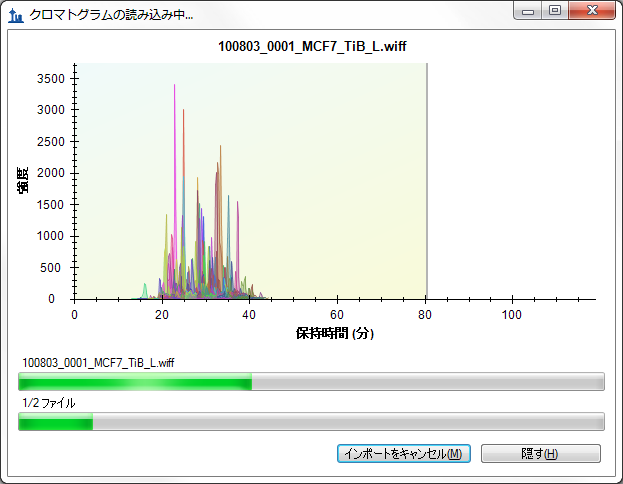 クロマトグラムの読み込み中...
100803_0001_MCF7_TiB_L.wiff
強度
3500
3000
2500
2000
1500
1000
500
0
0 20 40 60 80 100
保持時間 (分)
100803_0001_MCF7_TiB_L.wiff
1/2 ファイル
インポートをキャンセル(M) 隠す(H)